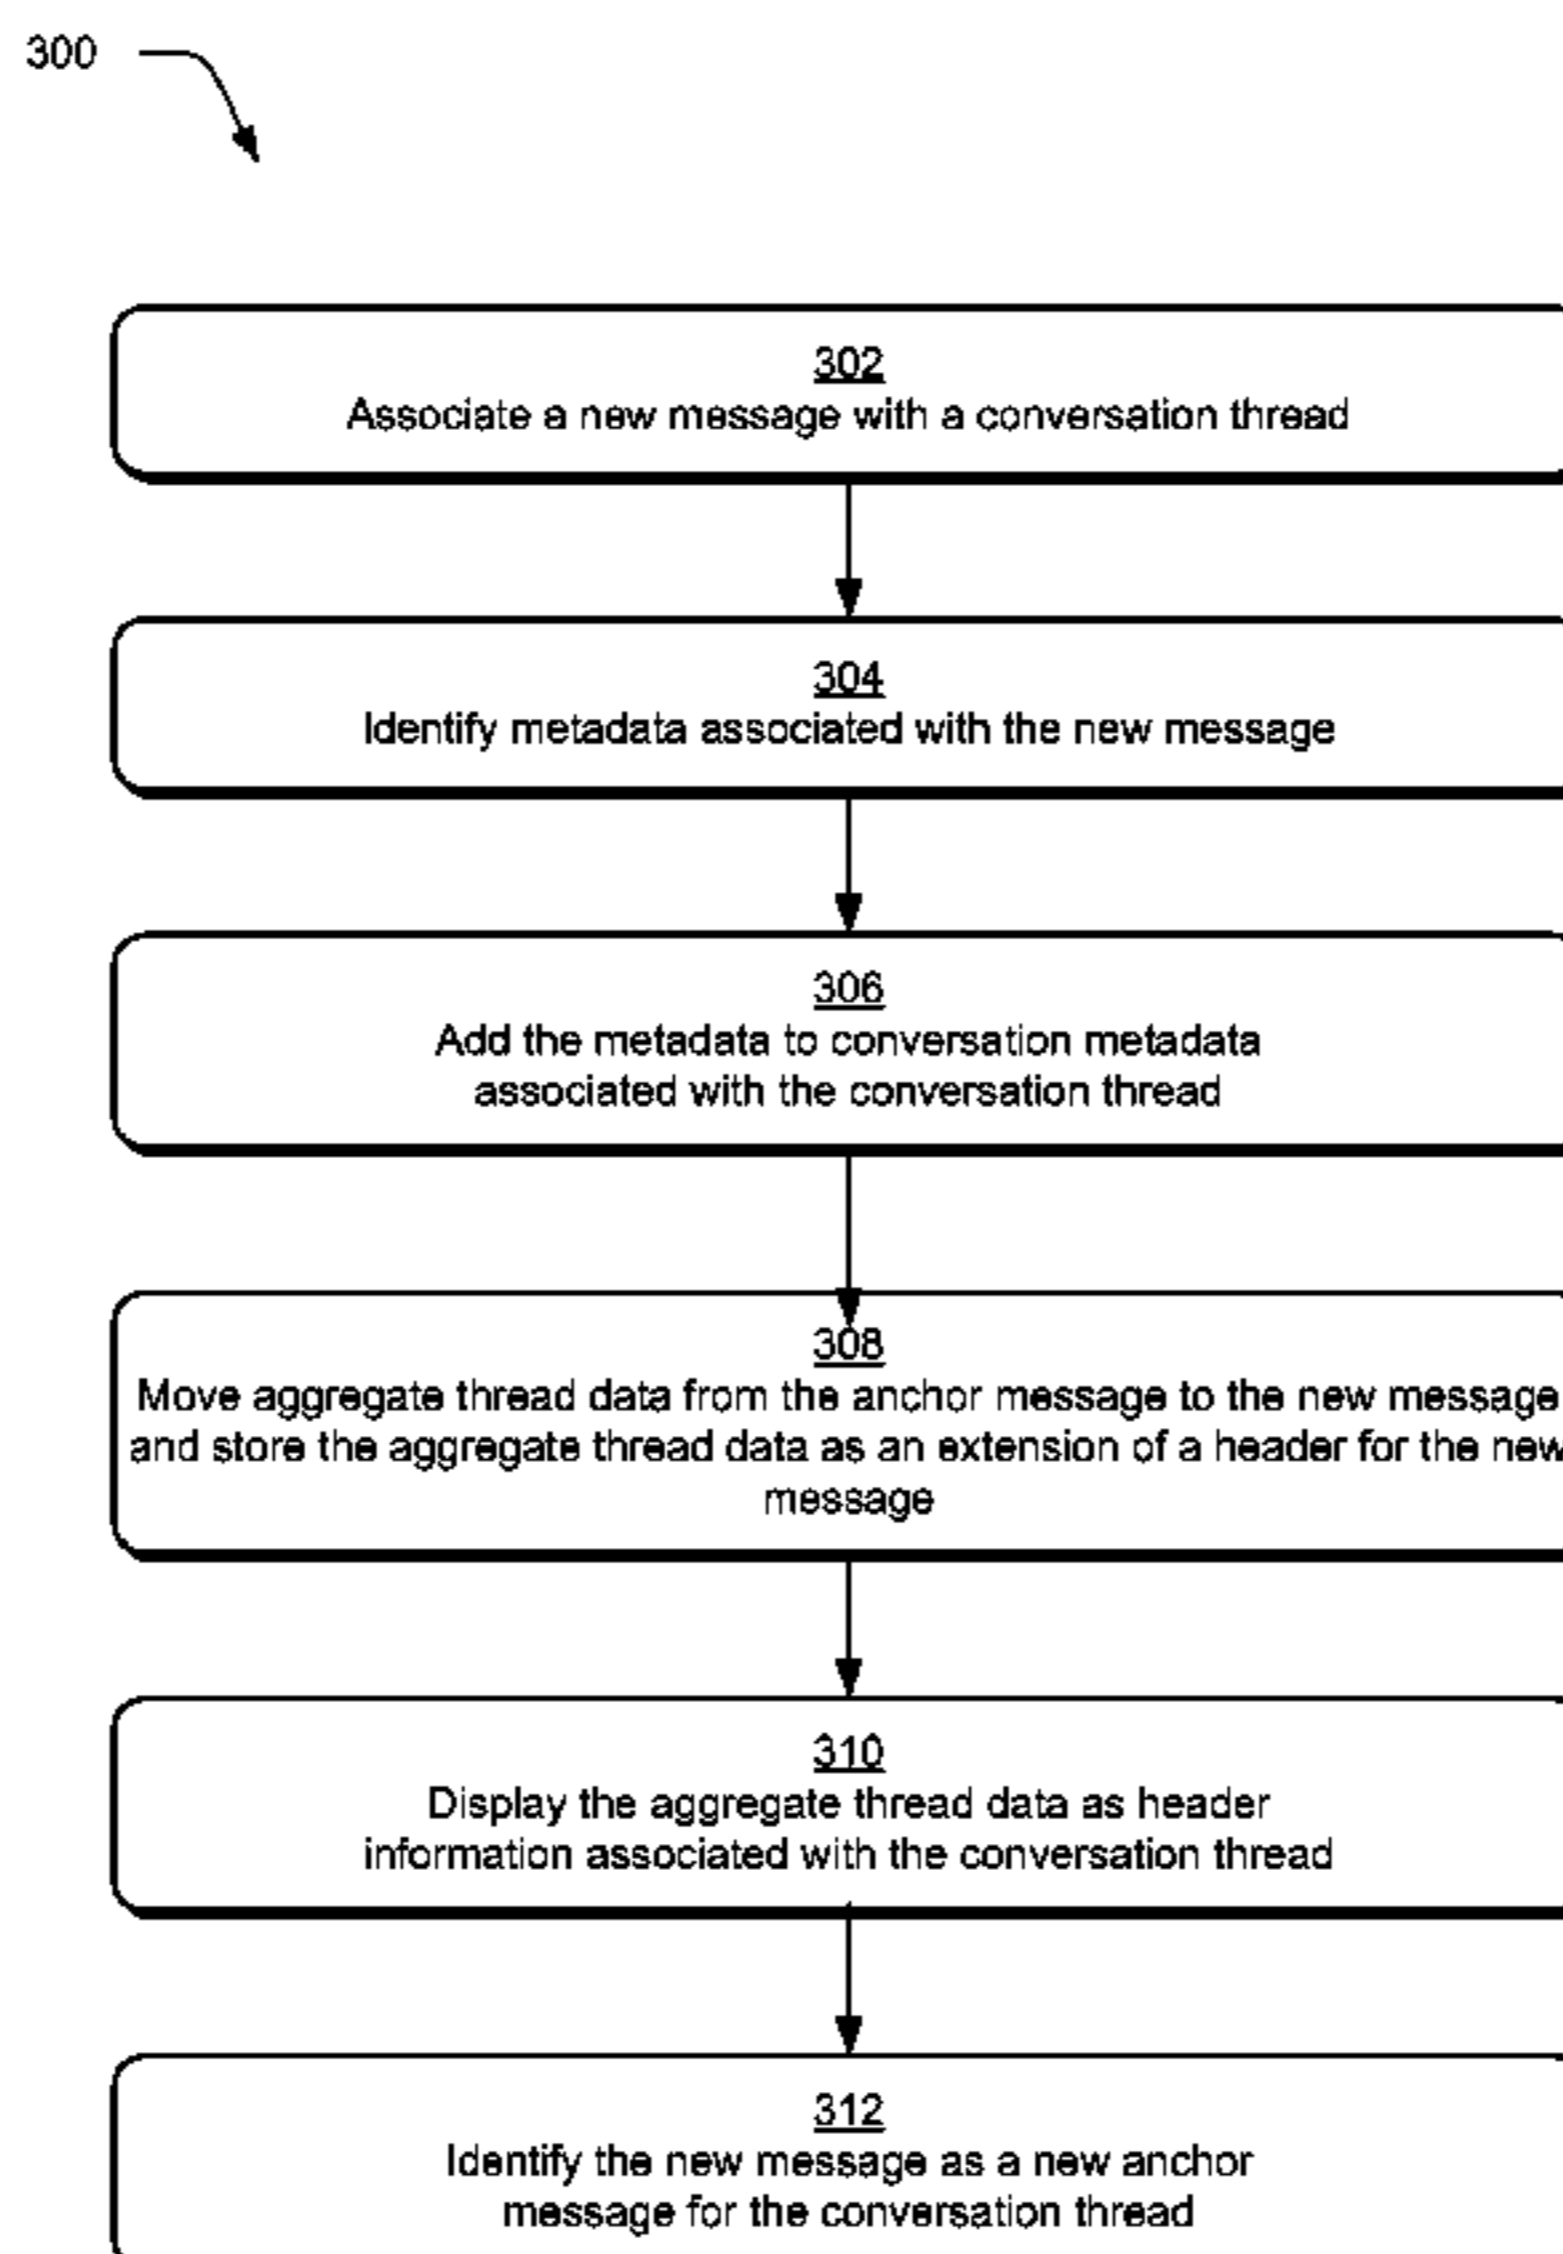 300
302
Associate a new message with a conversation thread
304
Identify metadata associated with the new message
306
Add the metadata to conversation metadata
associated with the conversation thread
308
Move aggregate thread data from the anchor message to the new message
and store the aggregate thread data as an extension of a header for the new
message
310
Display the aggregate thread data as header
information associated with the conversation thread
312
Identify the new message as a new anchor
message for the conversation thread